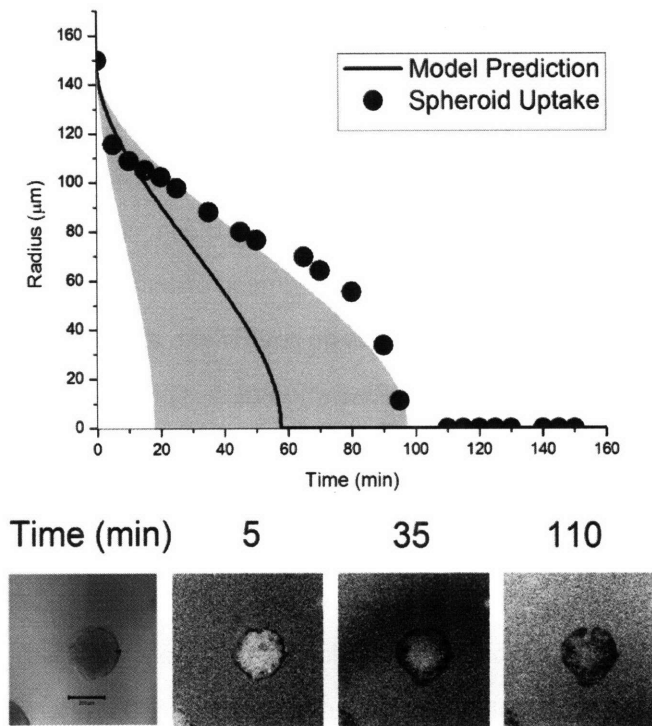 160
140
120
100
80
60
40
20
0
Radius (μm)
Model Prediction
Spheroid Uptake
0 20 40 60 80 100 120 140 160
Time (min)
Time (min) 5 35 110